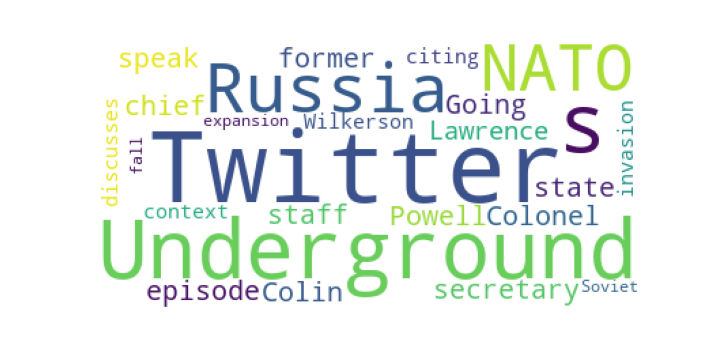 speak former citing NATO
Russia
chief Going
expansion Wilkerson Lawrence s
discusses fall Twitter state invasion
context staff Powell Colonel
Underground
episode Colin secretary Soviet